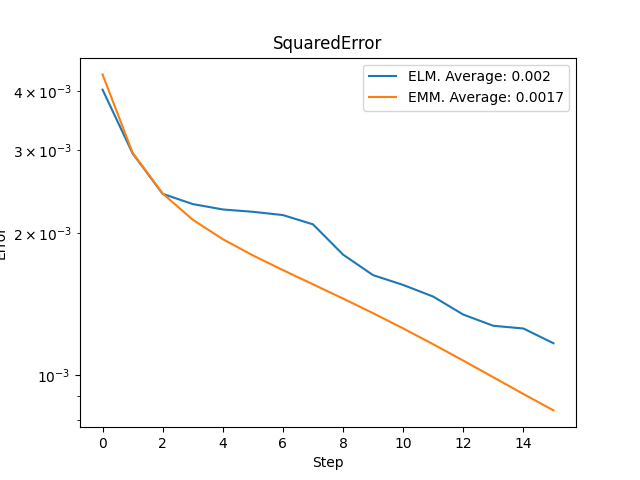 SquaredError
ELM. Average: 0.002
EMM. Average: 0.0017
4 × 10⁻³
3 × 10⁻³
2 × 10⁻³
10⁻³
Error
0 2 4 6 8 10 12 14
Step